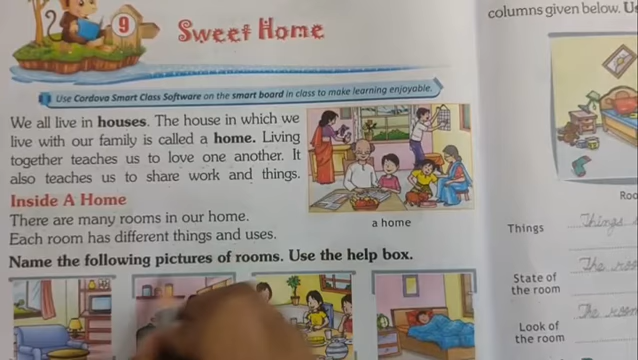 9 Sweet Home
Use Cordova Smart Class Software on the smart board in class to make learning enjoyable.
We all live in houses. The house in which we
live with our family is called a home. Living
together teaches us to love one another. It
also teaches us to share work and things.
a home
Inside A Home
There are many rooms in our home.
Each room has different things and uses.
Name the following pictures of rooms. Use the help box.
columns given below.
Things Things
State of
the room The
Look of
the room The